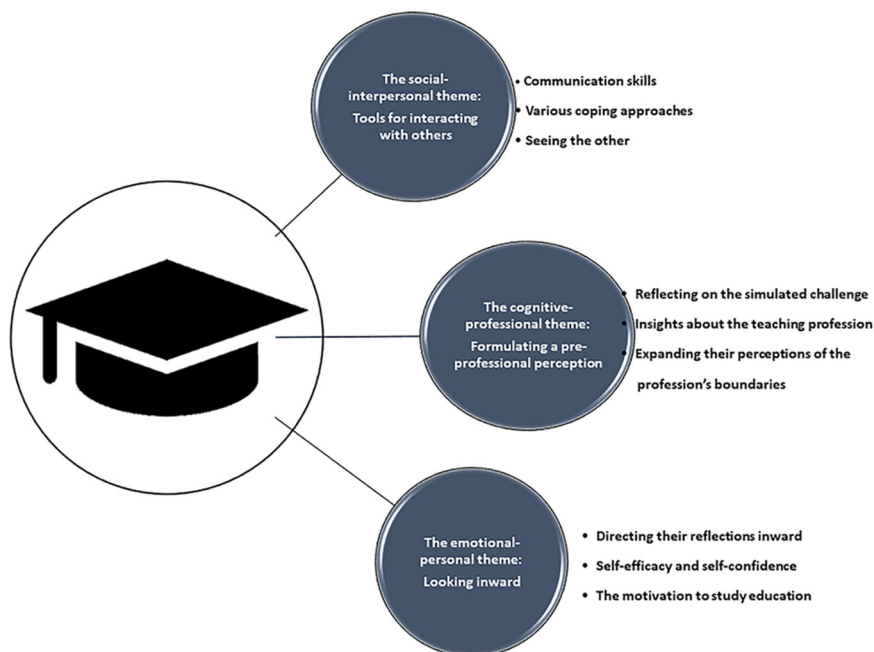 The social-
interpersonal theme:
Tools for interacting
with others
• Communication skills
• Various coping approaches
• Seeing the other
The cognitive-
professional theme:
Formulating a pre-
professional perception
• Reflecting on the simulated challenge
• Insights about the teaching profession
• Expanding their perceptions of the
profession's boundaries
The emotional-
personal theme:
Looking inward
• Directing their reflections inward
• Self-efficacy and self-confidence
• The motivation to study education